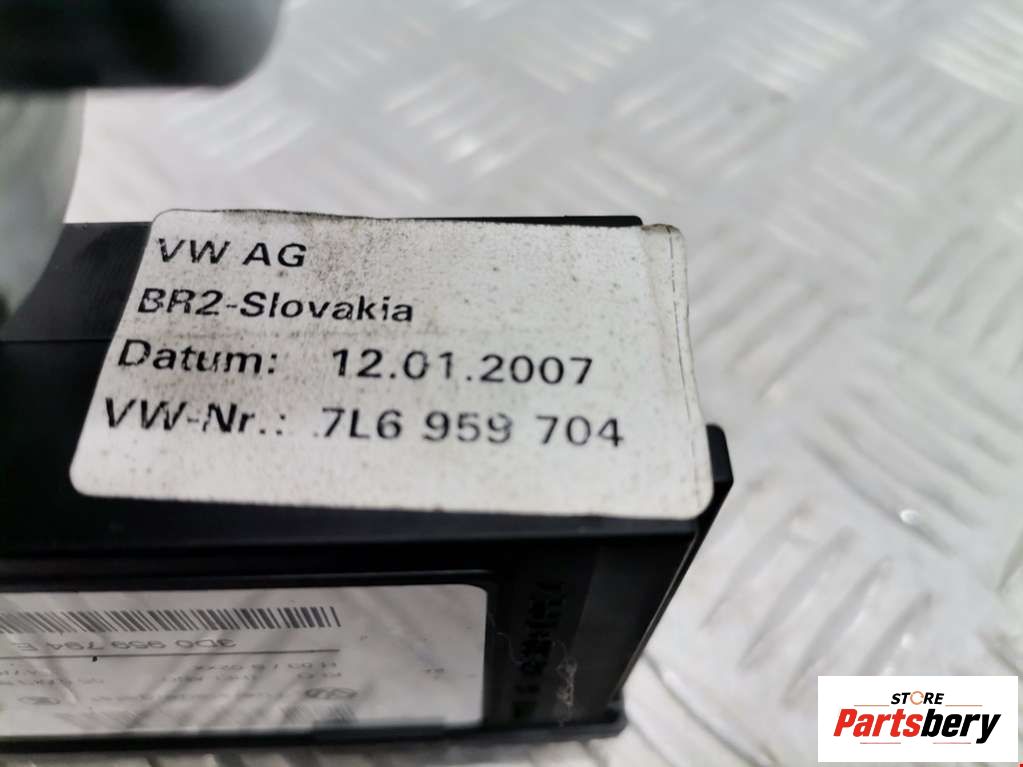 VW AG
BR2-Slovakia
Datum: 12.01.2007
VW-Nr.: 7L6 959 704
3D0 959 794 E
STORE
Partsbery